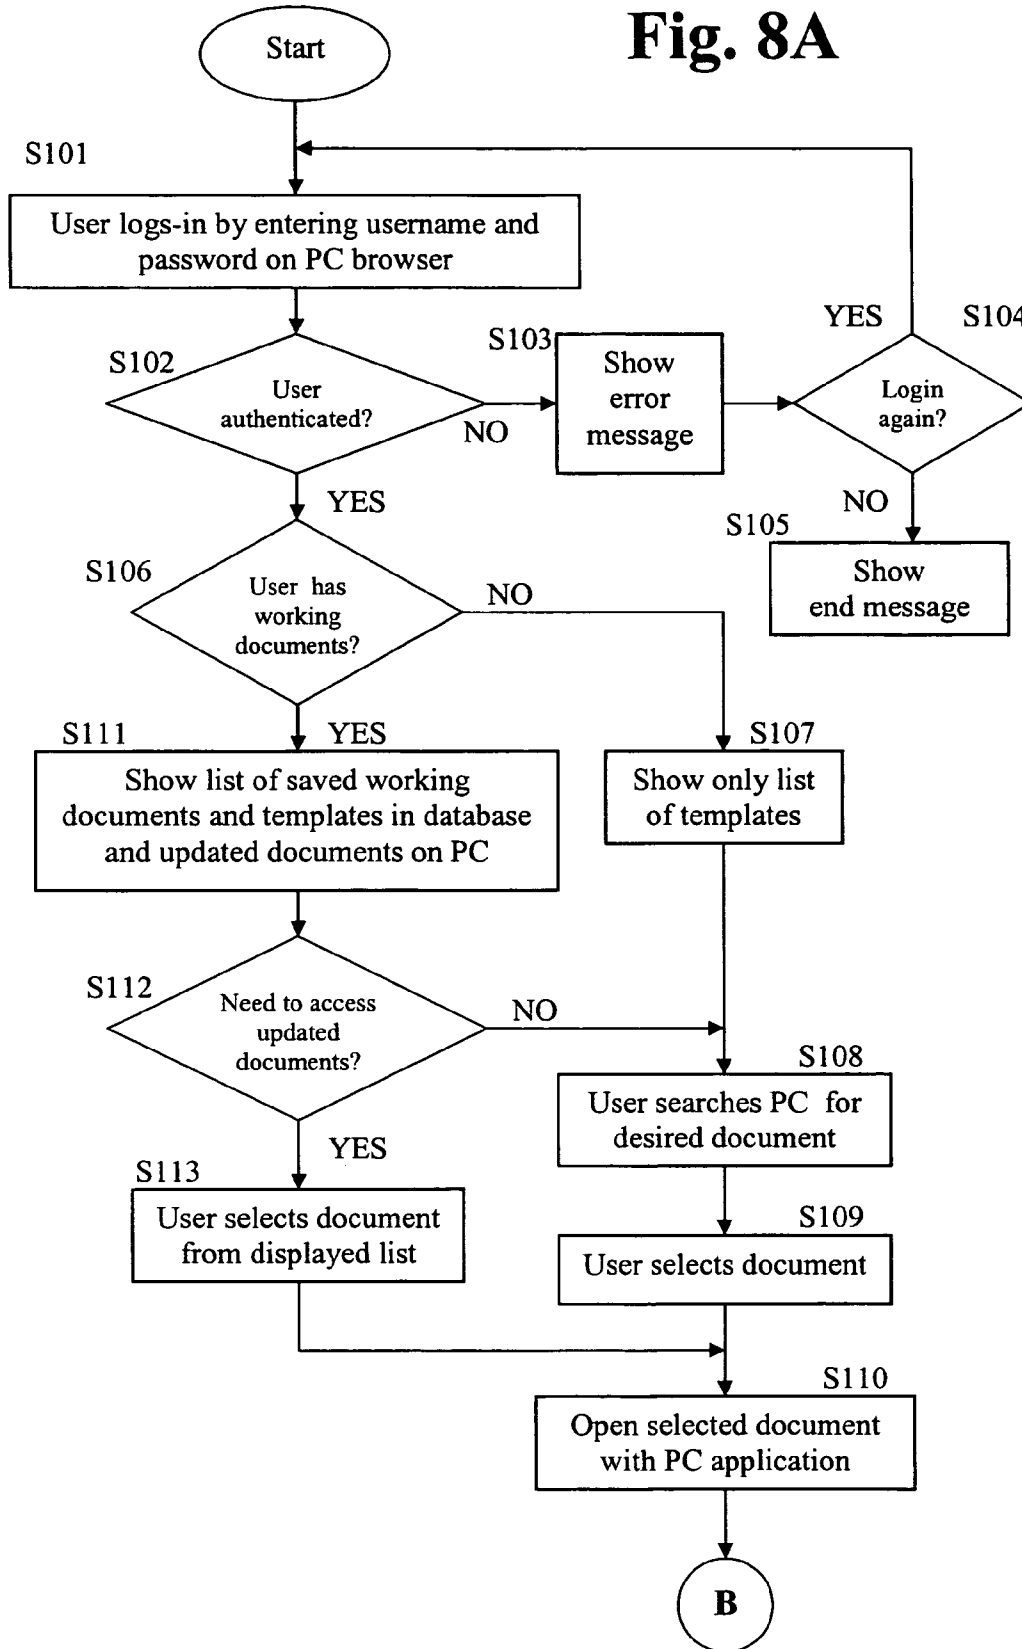 Fig. 8A
Start
S101
User logs-in by entering username and
password on PC browser
S102
User
authenticated?
NO
YES
S103
Show
error
message
YES
S104
Login
again?
NO
S105
Show
end message
S106
User has
working
documents?
NO
YES
S111
Show list of saved working
documents and templates in database
and updated documents on PC
S107
Show only list
of templates
S112
Need to access
updated
documents?
NO
YES
S108
User searches PC for
desired document
S113
User selects document
from displayed list
S109
User selects document
S110
Open selected document
with PC application
B